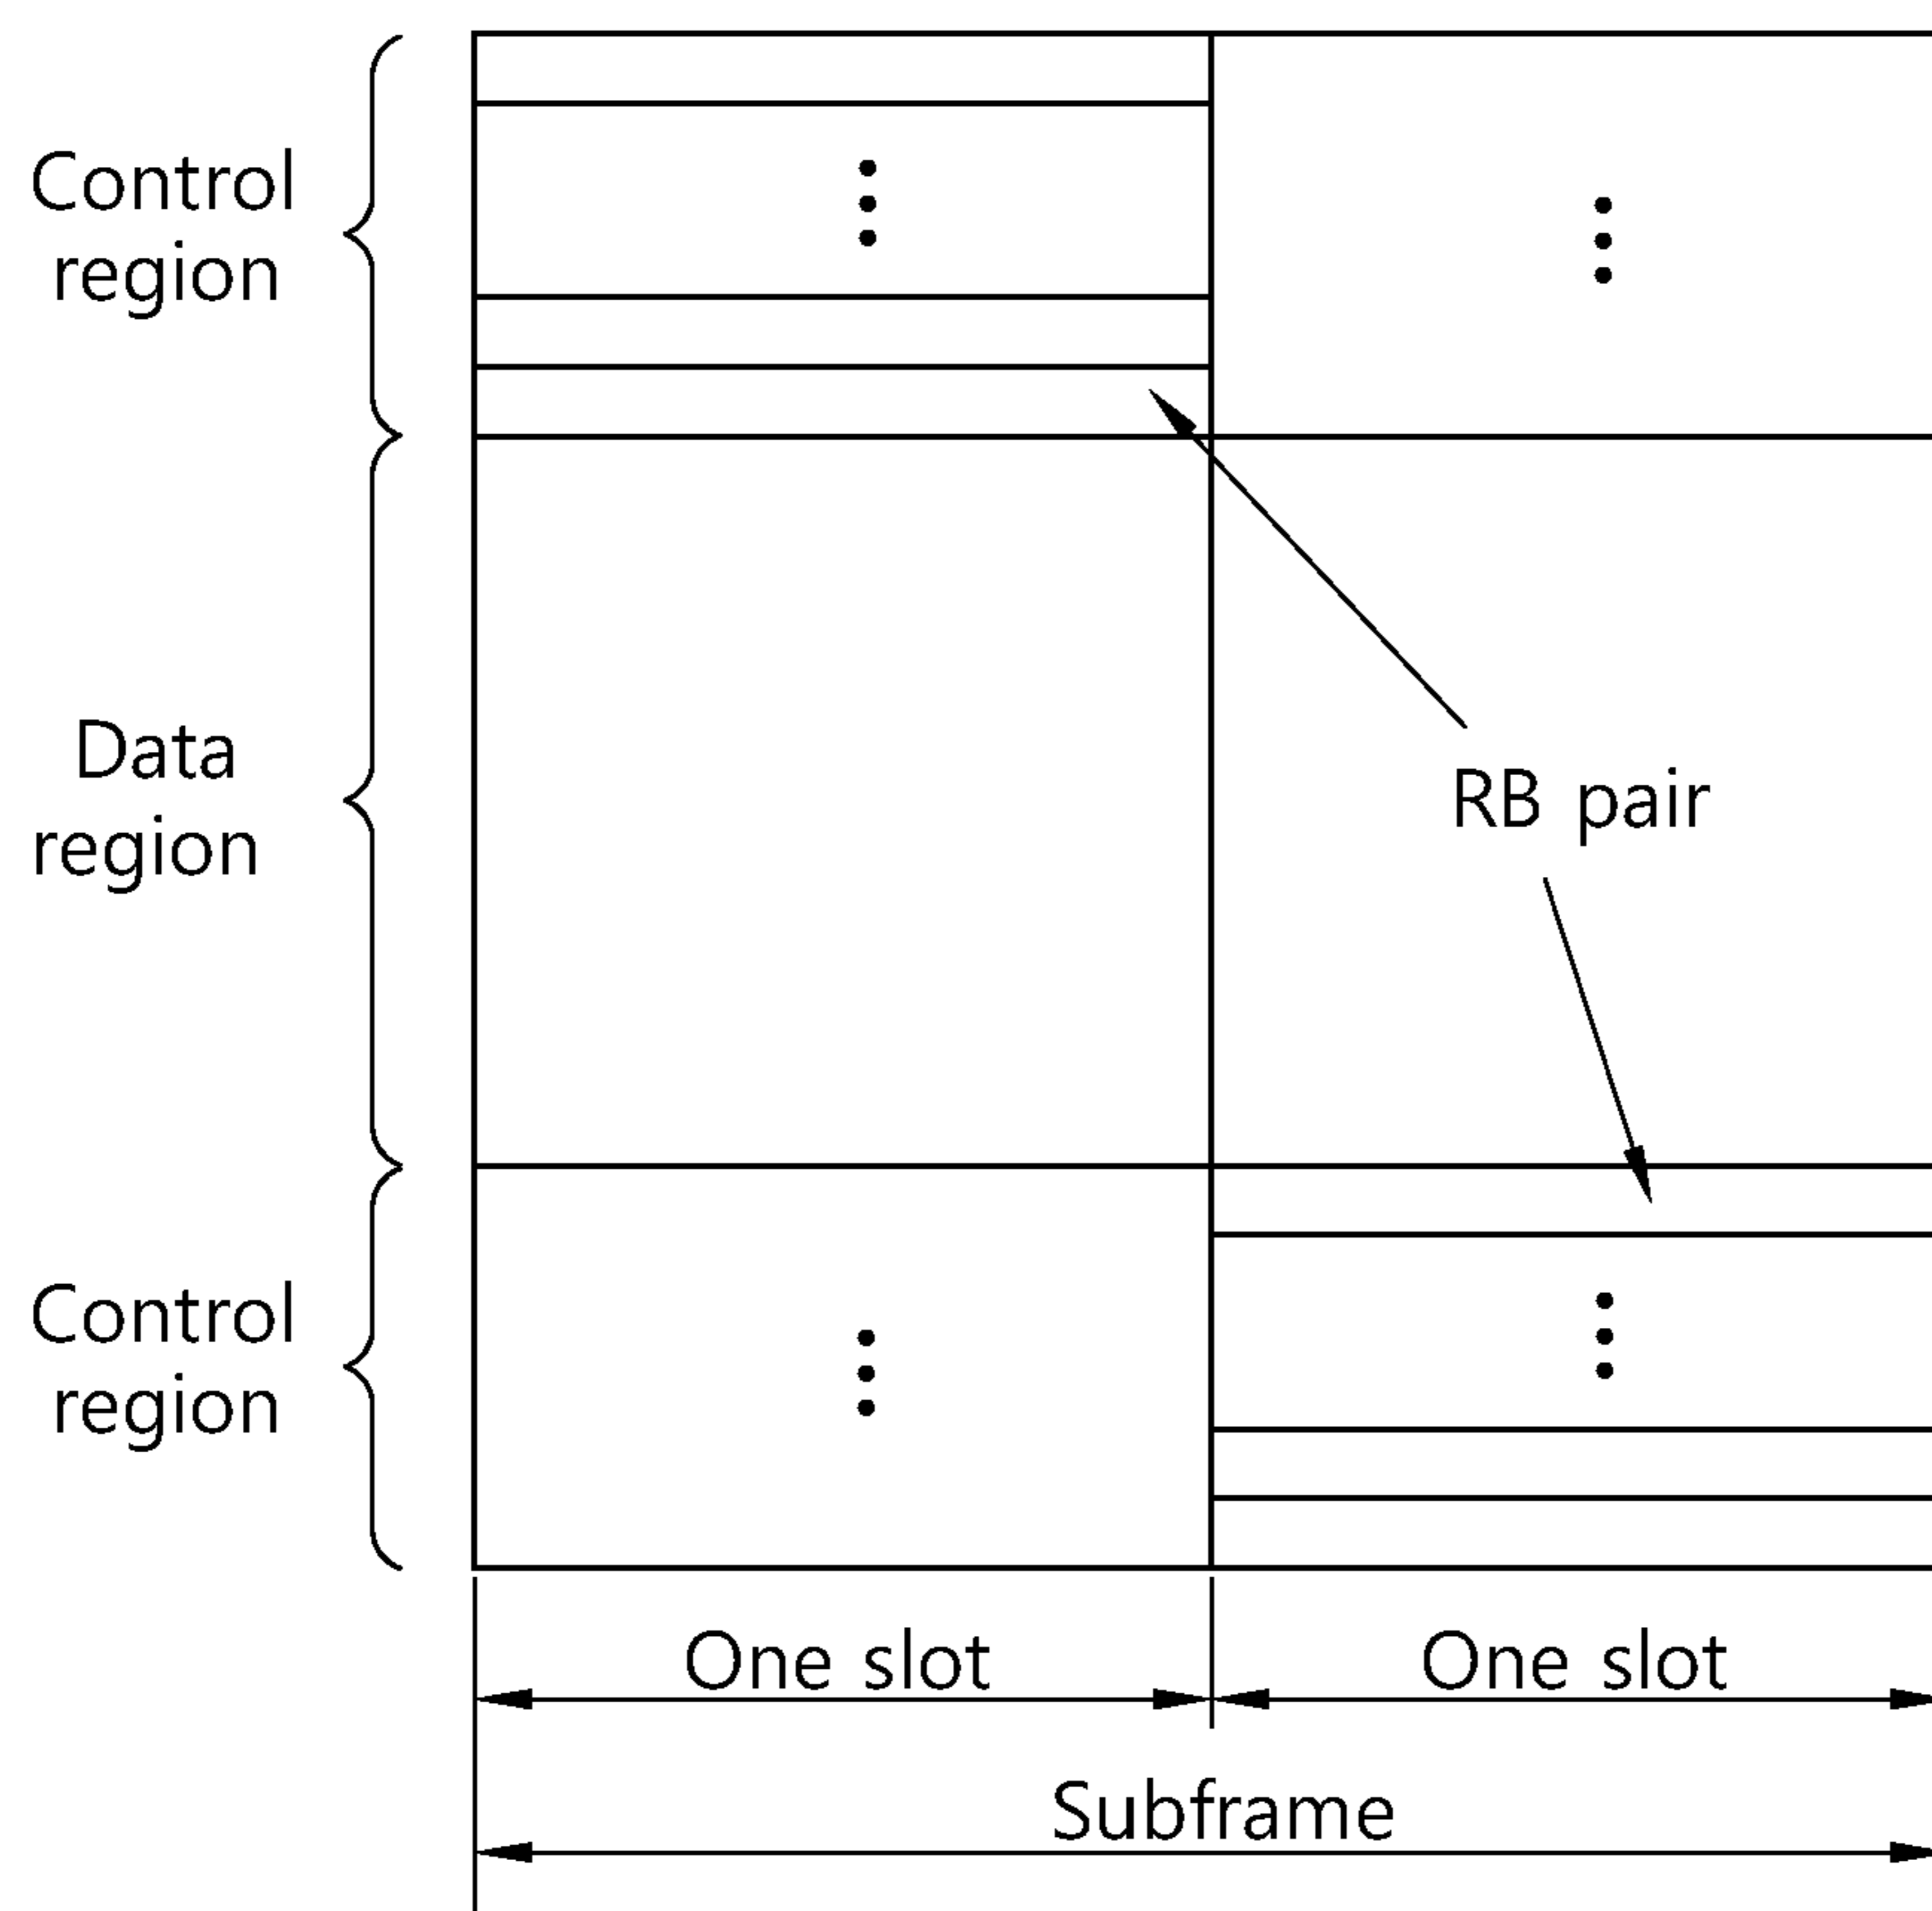 Control
region
Data
region
RB pair
Control
region
One slot
One slot
Subframe